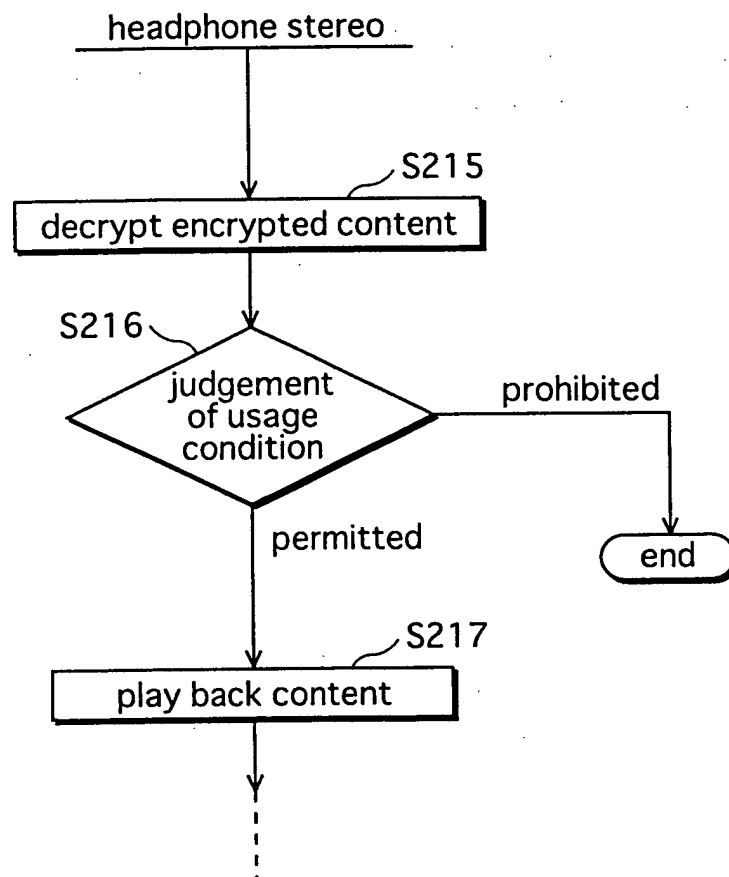 headphone stereo
S215
decrypt encrypted content
S216
judgement
of usage
condition
prohibited
end
permitted
S217
play back content